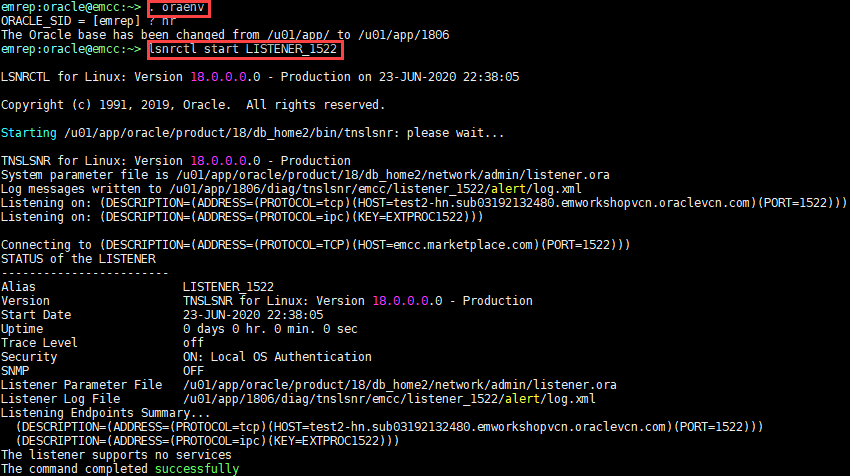 emrep:oracle@emcc:~> . oraenv
ORACLE_SID = [emrep] ? hr
The Oracle base has been changed from /u01/app/ to /u01/app/1806
emrep:oracle@emcc:~> lsnrctl start LISTENER_1522
LSNRCTL for Linux: Version 18.0.0.0.0 - Production on 23-JUN-2020 22:38:05
Copyright (c) 1991, 2019, Oracle.  All rights reserved.
Starting /u01/app/oracle/product/18/db_home2/bin/tnslsnr: please wait...
TNSLSNR for Linux: Version 18.0.0.0.0 - Production
System parameter file is /u01/app/oracle/product/18/db_home2/network/admin/listener.ora
Log messages written to /u01/app/1806/diag/tnslsnr/emcc/listener_1522/alert/log.xml
Listening on: (DESCRIPTION=(ADDRESS=(PROTOCOL=tcp)(HOST=test2-hn.sub03192132480.emworkshopvcn.oraclevcn.com)(PORT=1522)))
Listening on: (DESCRIPTION=(ADDRESS=(PROTOCOL=ipc)(KEY=EXTPROC1522)))
Connecting to (DESCRIPTION=(ADDRESS=(PROTOCOL=TCP)(HOST=emcc.marketplace.com)(PORT=1522)))
STATUS of the LISTENER
------------------------
Alias                     LISTENER_1522
Version                   TNSLSNR for Linux: Version 18.0.0.0.0 - Production
Start Date                23-JUN-2020 22:38:05
Uptime                    0 days 0 hr. 0 min. 0 sec
Trace Level               off
Security                  ON: Local OS Authentication
SNMP                      OFF
Listener Parameter File   /u01/app/oracle/product/18/db_home2/network/admin/listener.ora
Listener Log File         /u01/app/1806/diag/tnslsnr/emcc/listener_1522/alert/log.xml
Listening Endpoints Summary...
  (DESCRIPTION=(ADDRESS=(PROTOCOL=tcp)(HOST=test2-hn.sub03192132480.emworkshopvcn.oraclevcn.com)(PORT=1522)))
  (DESCRIPTION=(ADDRESS=(PROTOCOL=ipc)(KEY=EXTPROC1522)))
The listener supports no services
The command completed successfully